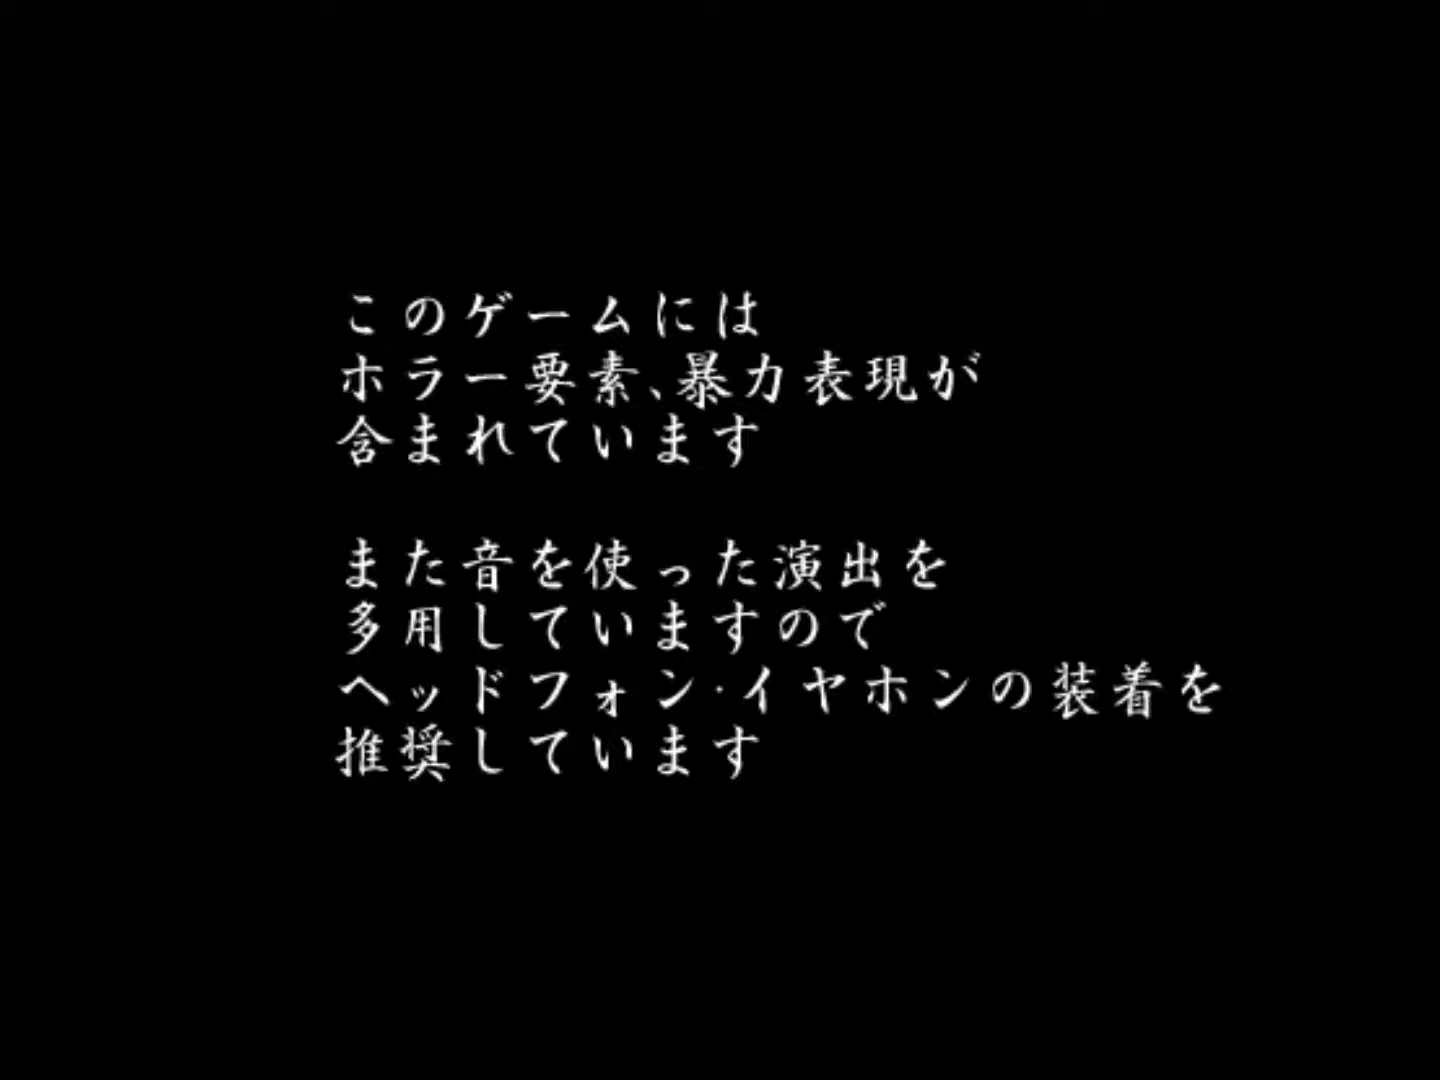 このゲームには
ホラー要素、暴力表現が
含まれています
また音を使った演出を
多用していますので
ヘッドフォン・イヤホンの装着を
推奨しています